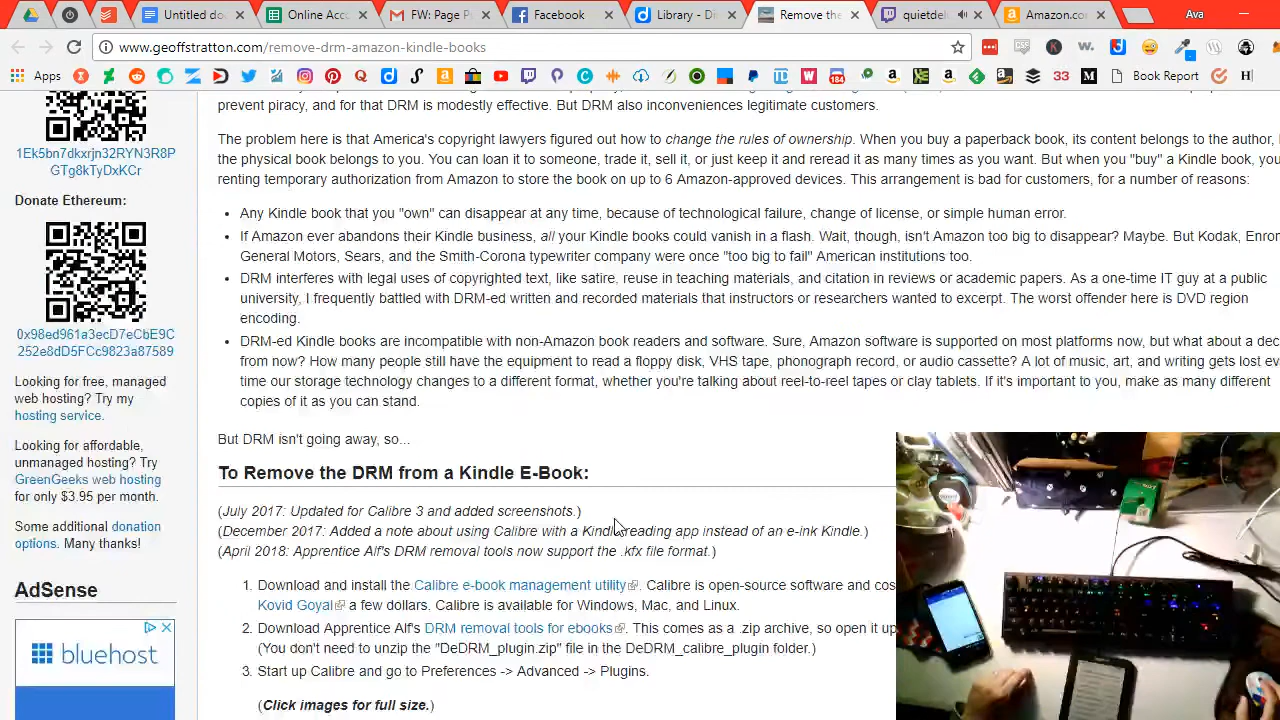 Untitled do
Online Acc
FW: Page P
Facebook
Library - D
Remove the
quietdel
Amazon.co
Ava
www.geoffstratton.com/remove-drm-amazon-kindle-books
Apps
184
33
Book Report
prevent piracy, and for that DRM is modestly effective. But DRM also inconveniences legitimate customers.
The problem here is that America's copyright lawyers figured out how to change the rules of ownership. When you buy a paperback book, its content belongs to the author,
the physical book belongs to you. You can loan it to someone, trade it, sell it, or just keep it and reread it as many times as you want. But when you "buy" a Kindle book, you
renting temporary authorization from Amazon to store the book on up to 6 Amazon-approved devices. This arrangement is bad for customers, for a number of reasons:
Any Kindle book that you "own" can disappear at any time, because of technological failure, change of license, or simple human error.
If Amazon ever abandons their Kindle business, all your Kindle books could vanish in a flash. Wait, though, isn't Amazon too big to disappear? Maybe. But Kodak, Enron
General Motors, Sears, and the Smith-Corona typewriter company were once "too big to fail" American institutions too.
DRM interferes with legal uses of copyrighted text, like satire, reuse in teaching materials, and citation in reviews or academic papers. As a one-time IT guy at a public
university, I frequently battled with DRM-ed written and recorded materials that instructors or researchers wanted to excerpt. The worst offender here is DVD region
encoding.
DRM-ed Kindle books are incompatible with non-Amazon book readers and software. Sure, Amazon software is supported on most platforms now, but what about a dec
from now? How many people still have the equipment to read a floppy disk, VHS tape, phonograph record, or audio cassette? A lot of music, art, and writing gets lost eve
time our storage technology changes to a different format, whether you're talking about reel-to-reel tapes or clay tablets. If it's important to you, make as many different
copies of it as you can stand.
But DRM isn't going away, so...
To Remove the DRM from a Kindle E-Book:
(July 2017: Updated for Calibre 3 and added screenshots.)
(December 2017: Added a note about using Calibre with a Kindle reading app instead of an e-ink Kindle.)
(April 2018: Apprentice Alf's DRM removal tools now support the .kfx file format.)
1. Download and install the Calibre e-book management utility. Calibre is open-source software and cos
Kovid Goyal a few dollars. Calibre is available for Windows, Mac, and Linux.
2. Download Apprentice Alf's DRM removal tools for ebooks. This comes as a .zip archive, so open it up
(You don't need to unzip the "DeDRM_plugin.zip" file in the DeDRM_calibre_plugin folder.)
3. Start up Calibre and go to Preferences -> Advanced -> Plugins.
(Click images for full size.)
1Ek5bn7dkxrjn32RYN3R8P
GTg8kTyDxKCr
Donate Ethereum:
0x98ed961a3ecD7eCbE9C
252e8dD5FCc9823a87589
Looking for free, managed
web hosting? Try my
hosting service.
Looking for affordable,
unmanaged hosting? Try
GreenGeeks web hosting
for only $3.95 per month.
Some additional donation
options. Many thanks!
AdSense
bluehost